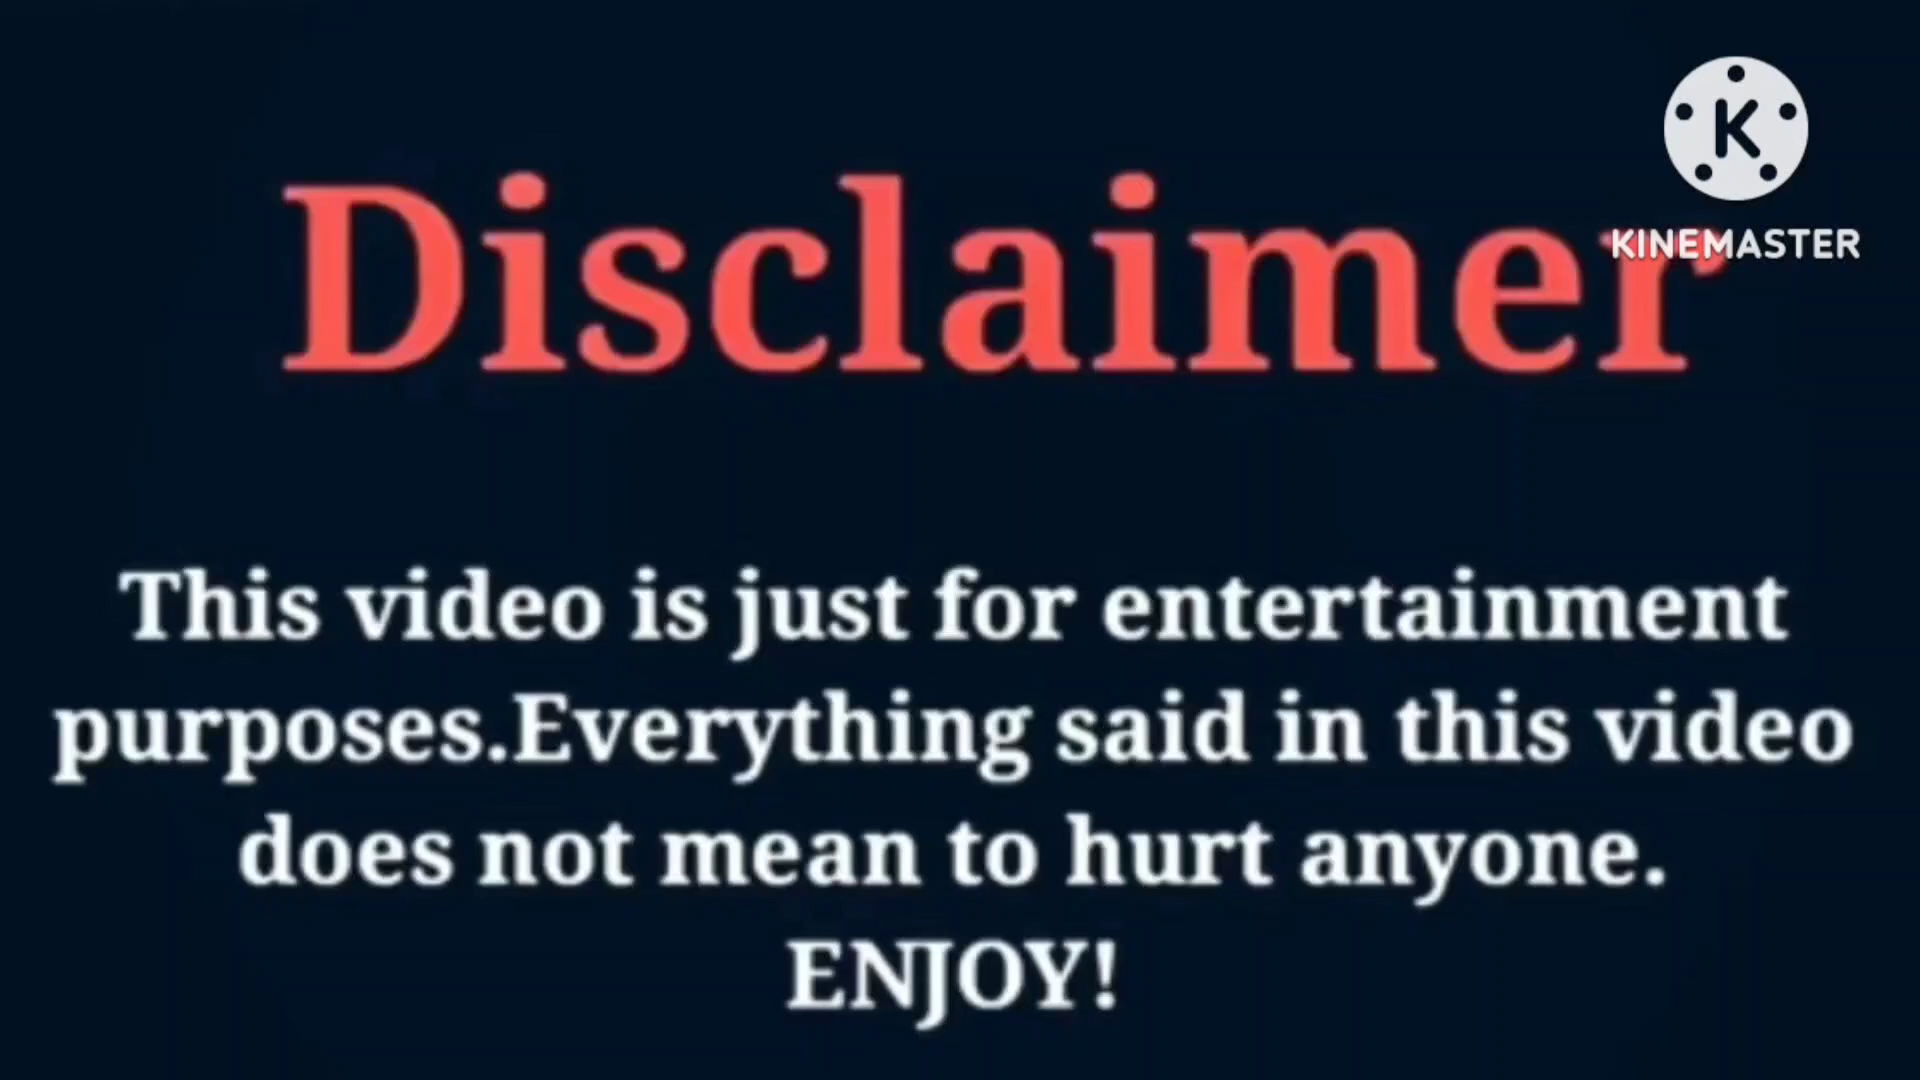 K
KINEMASTER
Disclaimer
This video is just for entertainment
purposes.Everything said in this video
does not mean to hurt anyone.
ENJOY!